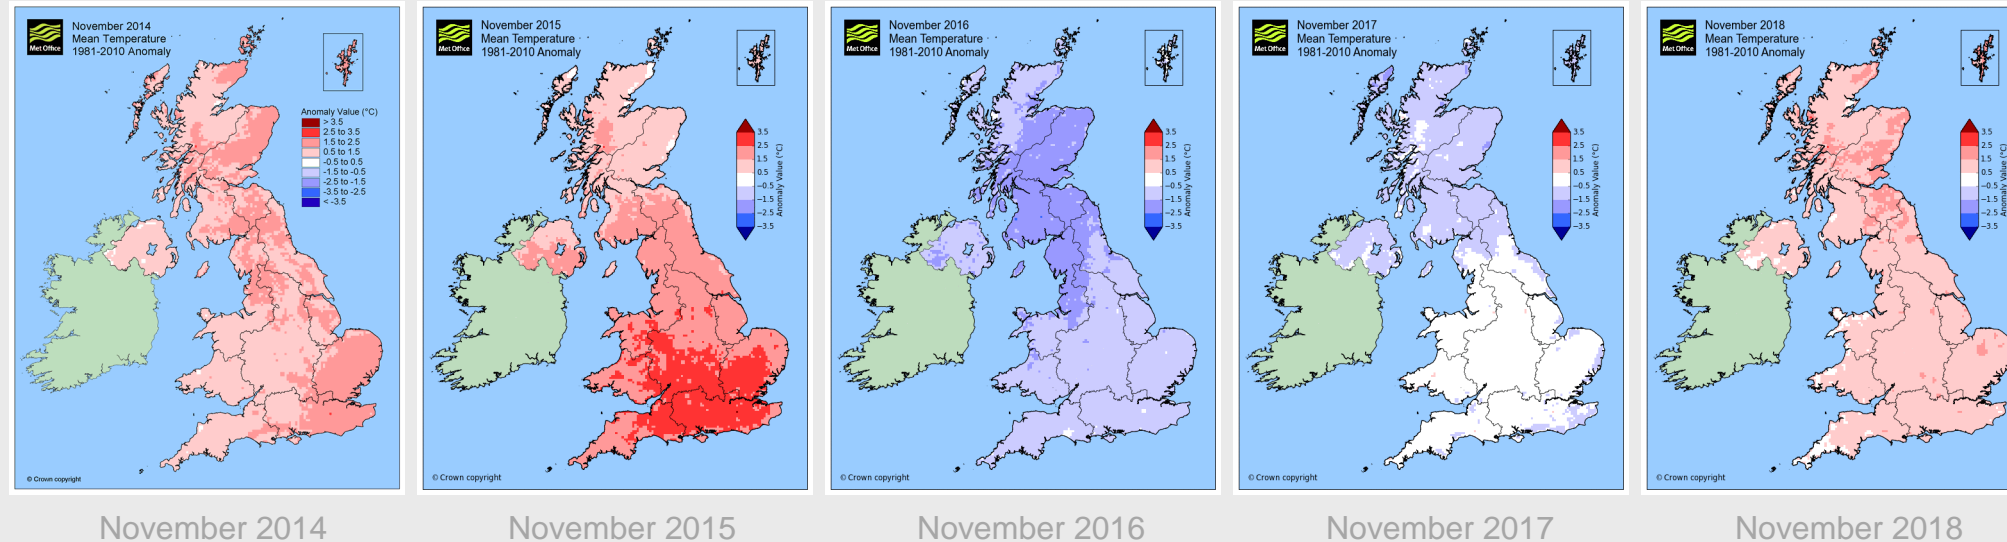 Met Office
November 2014
Mean Temperature
1981-2010 Anomaly
Anomaly Value (°C)
> 3.5
2.5 to 3.5
1.5 to 2.5
0.5 to 1.5
-0.5 to 0.5
-1.5 to -0.5
-2.5 to -1.5
-3.5 to -2.5
< -3.5
© Crown copyright
November 2014
Met Office
November 2015
Mean Temperature
1981-2010 Anomaly
3.5
2.5
1.5
0.5
−0.5
−1.5
−2.5
−3.5
Anomaly Value (°C)
© Crown copyright
November 2015
Met Office
November 2016
Mean Temperature
1981-2010 Anomaly
3.5
2.5
1.5
0.5
−0.5
−1.5
−2.5
−3.5
Anomaly Value (°C)
© Crown copyright
November 2016
Met Office
November 2017
Mean Temperature
1981-2010 Anomaly
3.5
2.5
1.5
0.5
−0.5
−1.5
−2.5
−3.5
Anomaly Value (°C)
© Crown copyright
November 2017
Met Office
November 2018
Mean Temperature
1981-2010 Anomaly
3.5
2.5
1.5
0.5
−0.5
−1.5
−2.5
−3.5
Anomaly Value (°C)
© Crown copyright
November 2018